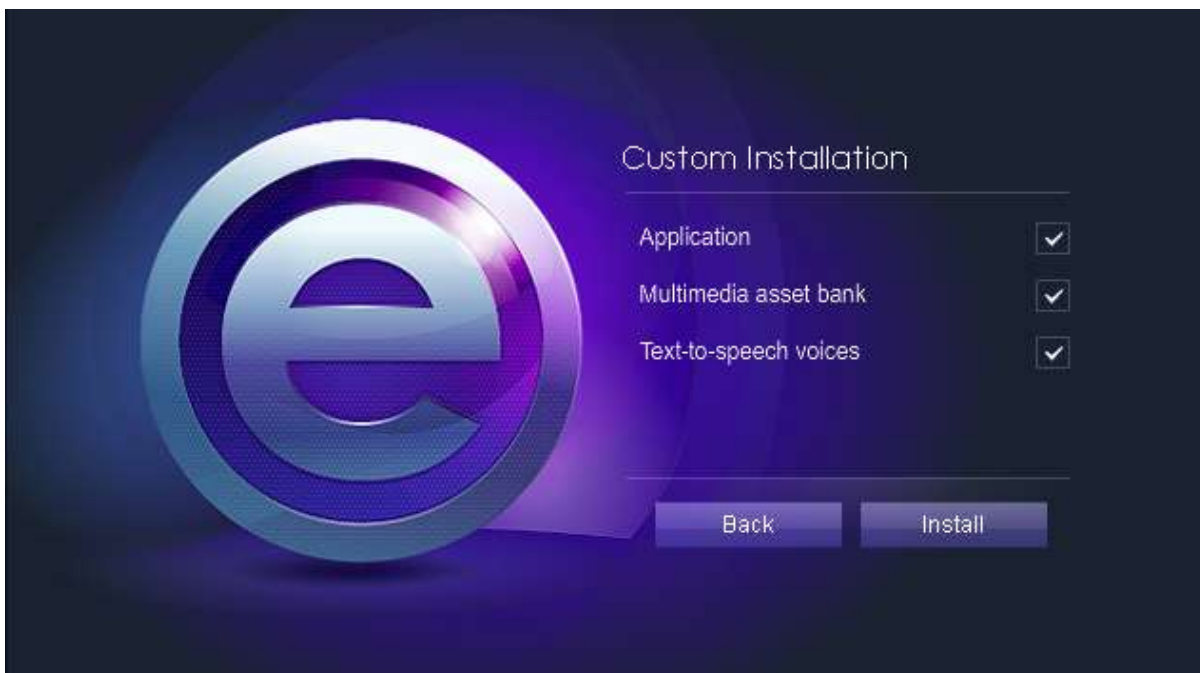 e
Custom Installation
Application
Multimedia asset bank
Text-to-speech voices
Back
Install